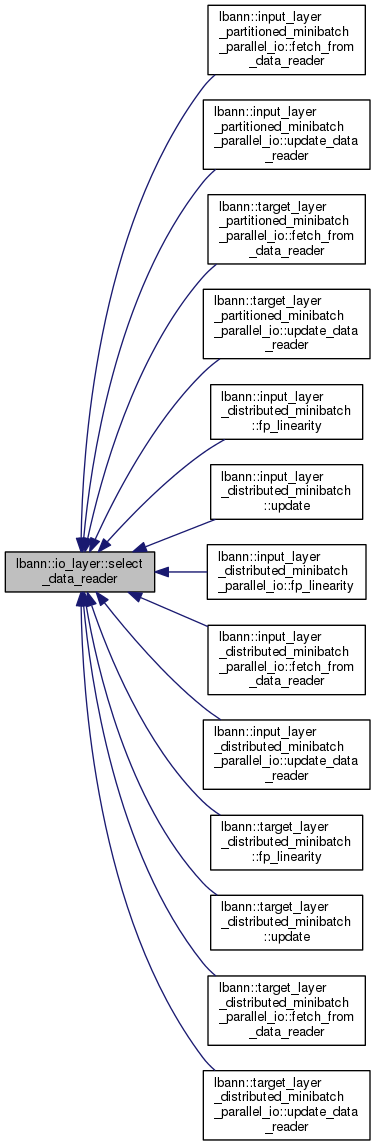 lbann::input_layer
_partitioned_minibatch
_parallel_io::fetch_from
_data_reader
lbann::input_layer
_partitioned_minibatch
_parallel_io::update_data
_reader
lbann::target_layer
_partitioned_minibatch
_parallel_io::fetch_from
_data_reader
lbann::target_layer
_partitioned_minibatch
_parallel_io::update_data
_reader
lbann::input_layer
_distributed_minibatch
::fp_linearity
lbann::input_layer
_distributed_minibatch
::update
lbann::io_layer::select
_data_reader
lbann::input_layer
_distributed_minibatch
_parallel_io::fp_linearity
lbann::input_layer
_distributed_minibatch
_parallel_io::fetch_from
_data_reader
lbann::input_layer
_distributed_minibatch
_parallel_io::update_data
_reader
lbann::target_layer
_distributed_minibatch
::fp_linearity
lbann::target_layer
_distributed_minibatch
::update
lbann::target_layer
_distributed_minibatch
_parallel_io::fetch_from
_data_reader
lbann::target_layer
_distributed_minibatch
_parallel_io::update_data
_reader